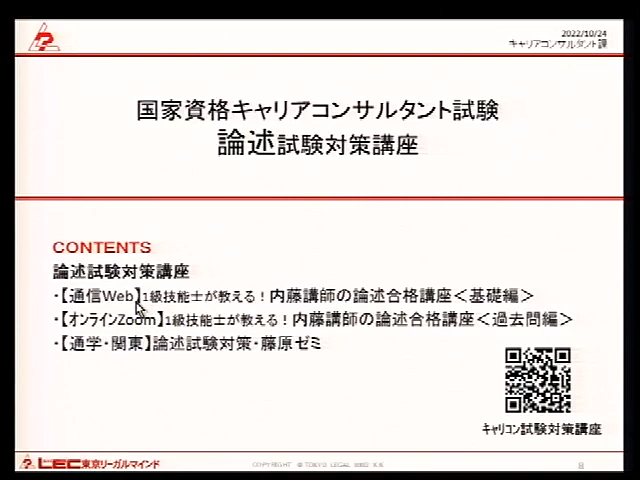 2022/10/24
キャリアコンサルタント課
国家資格キャリアコンサルタント試験
論述試験対策講座
CONTENTS
論述試験対策講座
・【通信Web】1級技能士が教える！内藤講師の論述合格講座＜基礎編＞
・【オンラインZoom】1級技能士が教える！内藤講師の論述合格講座＜過去問編＞
・【通学・関東】論述試験対策・藤原ゼミ
キャリコン試験対策講座
LEC東京リーガルマインド
COPYRIGHT © TOKYO LEGAL MIND K.K
8